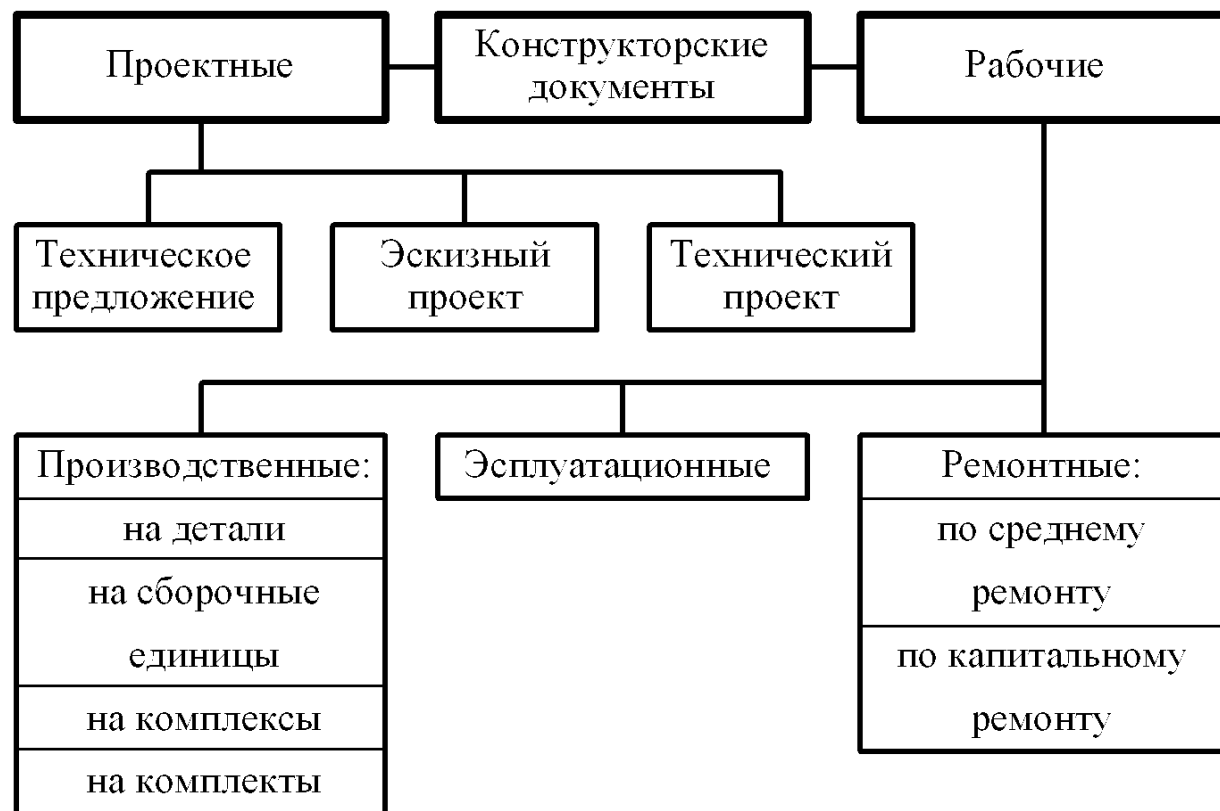 Проектные
Конструкторские
документы
Рабочие
Техническое
предложение
Эскизный
проект
Технический
проект
Производственные:
на детали
на сборочные
единицы
на комплексы
на комплекты
Эсплуатационные
Ремонтные:
по среднему
ремонту
по капитальному
ремонту